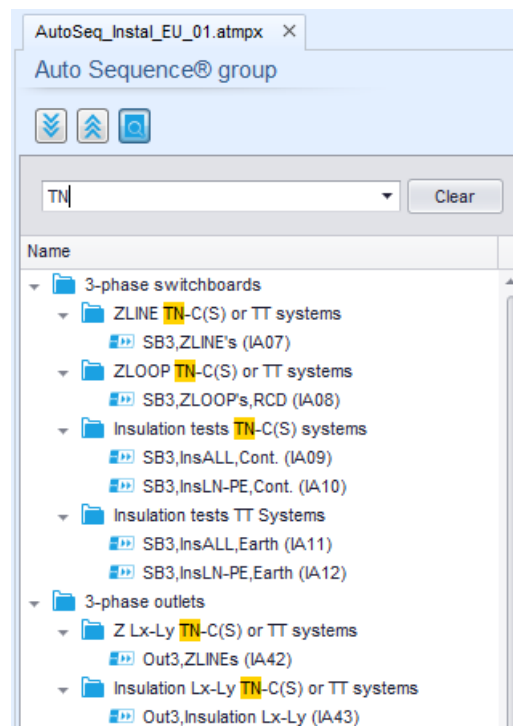 AutoSeq_Instal_EU_01.atmpx
Auto Sequence® group
TN
Clear
Name
3-phase switchboards
ZLINE TN-C(S) or TT systems
SB3,ZLINE's (IA07)
ZLOOP TN-C(S) or TT systems
SB3,ZLOOP's,RCD (IA08)
Insulation tests TN-C(S) systems
SB3,InsALL,Cont. (IA09)
SB3,InsLN-PE,Cont. (IA10)
Insulation tests TT Systems
SB3,InsALL,Earth (IA11)
SB3,InsLN-PE,Earth (IA12)
3-phase outlets
Z Lx-Ly TN-C(S) or TT systems
Out3,ZLINEs (IA42)
Insulation Lx-Ly TN-C(S) or TT systems
Out3,Insulation Lx-Ly (IA43)